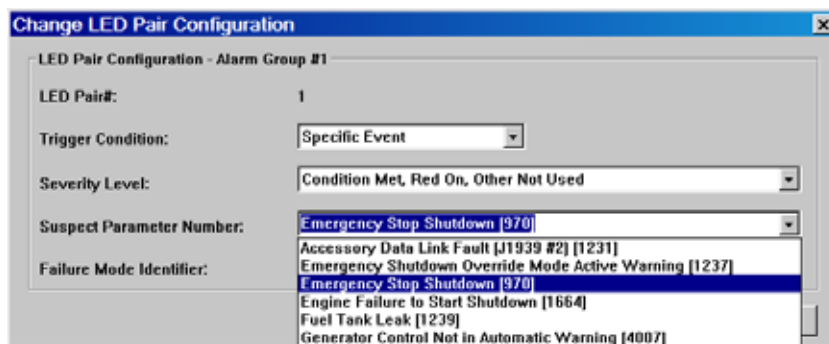 Change LED Pair Configuration
LED Pair Configuration - Alarm Group #1
LED Pair#: 1
Trigger Condition: Specific Event
Severity Level: Condition Met, Red On, Other Not Used
Suspect Parameter Number: Emergency Stop Shutdown [970]
Accessory Data Link Fault [J1939 #2] [1231]
Failure Mode Identifier: Emergency Shutdown Override Mode Active Warning [1237]
Emergency Stop Shutdown [970]
Engine Failure to Start Shutdown [1664]
Fuel Tank Leak [1239]
Generator Control Not in Automatic Warning [4007]